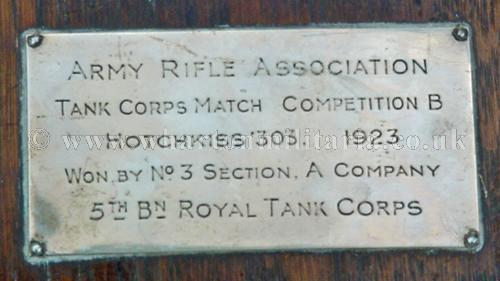 ARMY RIFLE ASSOCIATION
TANK CORPS MATCH COMPETITION B
HOTCHKIES '303 1923
WON BY No 3 SECTION, A COMPANY
5TH BN ROYAL TANK CORPS